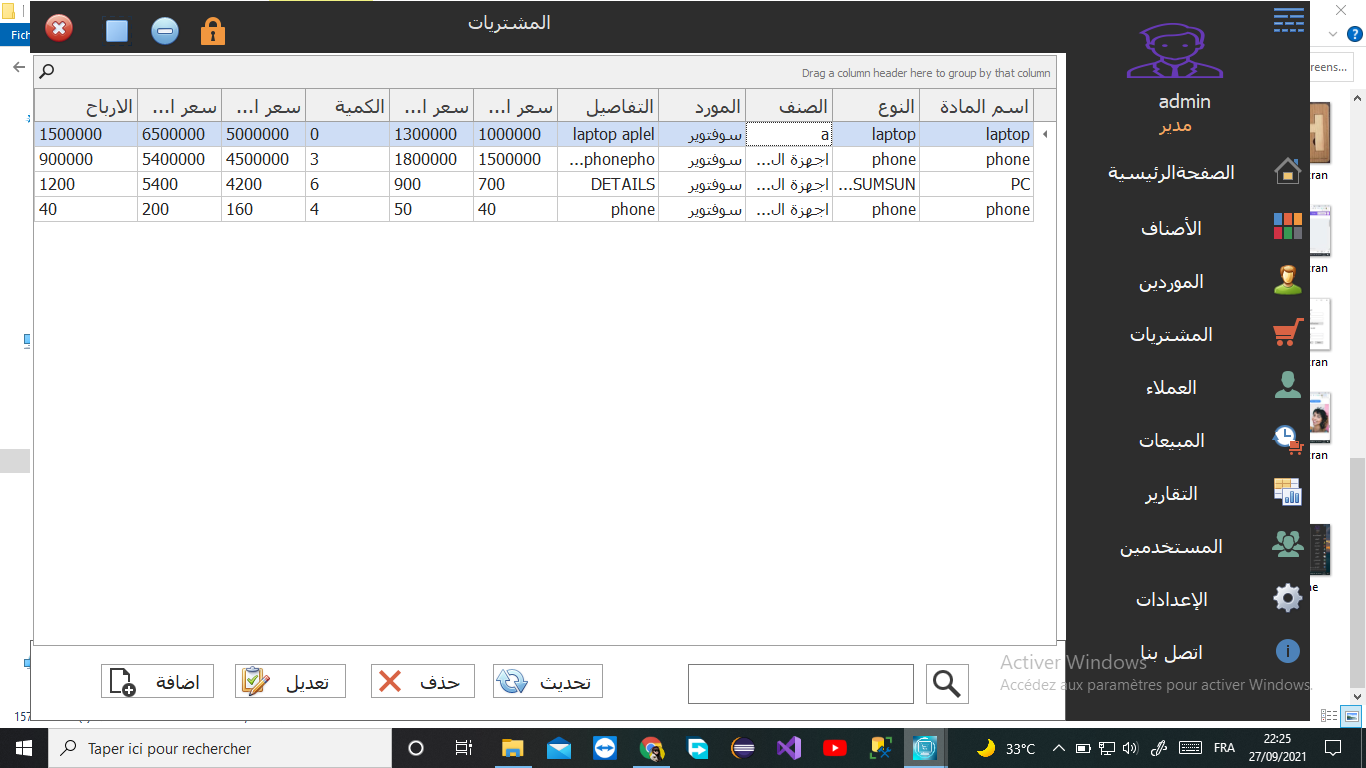 Fich
المشتريات
Drag a column header here to group by that column
اسم المادة النوع الصنف المورد التفاصيل سعر ا... سعر ا... الكمية سعر ا... سعر ا... الارباح
laptop laptop a سوفتوير laptop aplel 1000000 1300000 0 5000000 6500000 1500000
phone phone اجهزة ال... سوفتوير phonepho... 1500000 1800000 3 4500000 5400000 900000
PC SUMSUN... اجهزة ال... سوفتوير DETAILS 700 900 6 4200 5400 1200
phone phone اجهزة ال... سوفتوير phone 40 50 4 160 200 40
admin
مدير
الصفحةالرئيسية
الأصناف
الموردين
المشتريات
العملاء
المبيعات
التقارير
المستخدمين
الإعدادات
اتصل بنا
اضافة
تعديل
حذف
تحديث
Activer Windows
Accédez aux paramètres pour activer Windows.
reens...
cran
cran
cran
cran
ne
157
Taper ici pour rechercher
33°C
FRA
22:25
27/09/2021